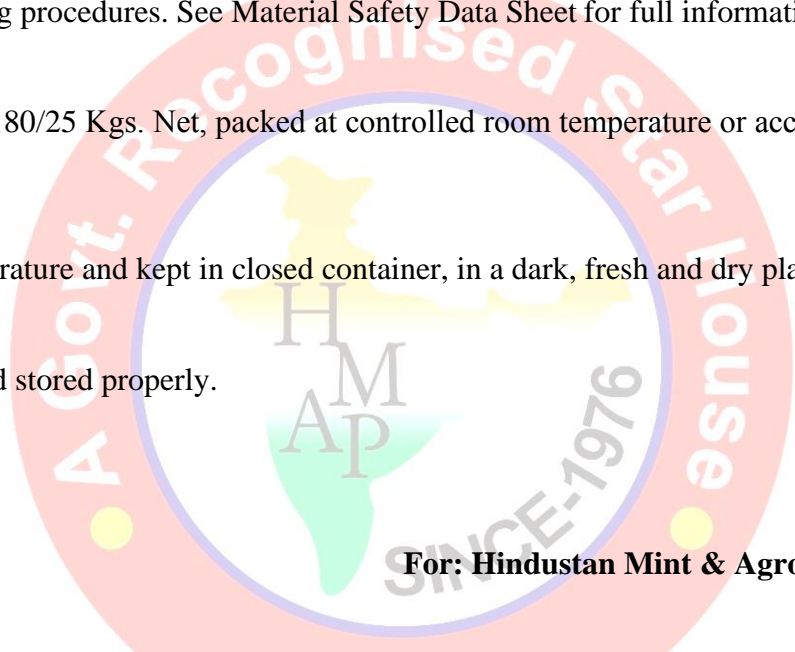 g procedures. See Material Safety Data Sheet for full informati
80/25 Kgs. Net, packed at controlled room temperature or acc
rature and kept in closed container, in a dark, fresh and dry pla
d stored properly.
For: Hindustan Mint & Agro
A Govt. Recognised Star House
H
M
AP
SINCE-1976